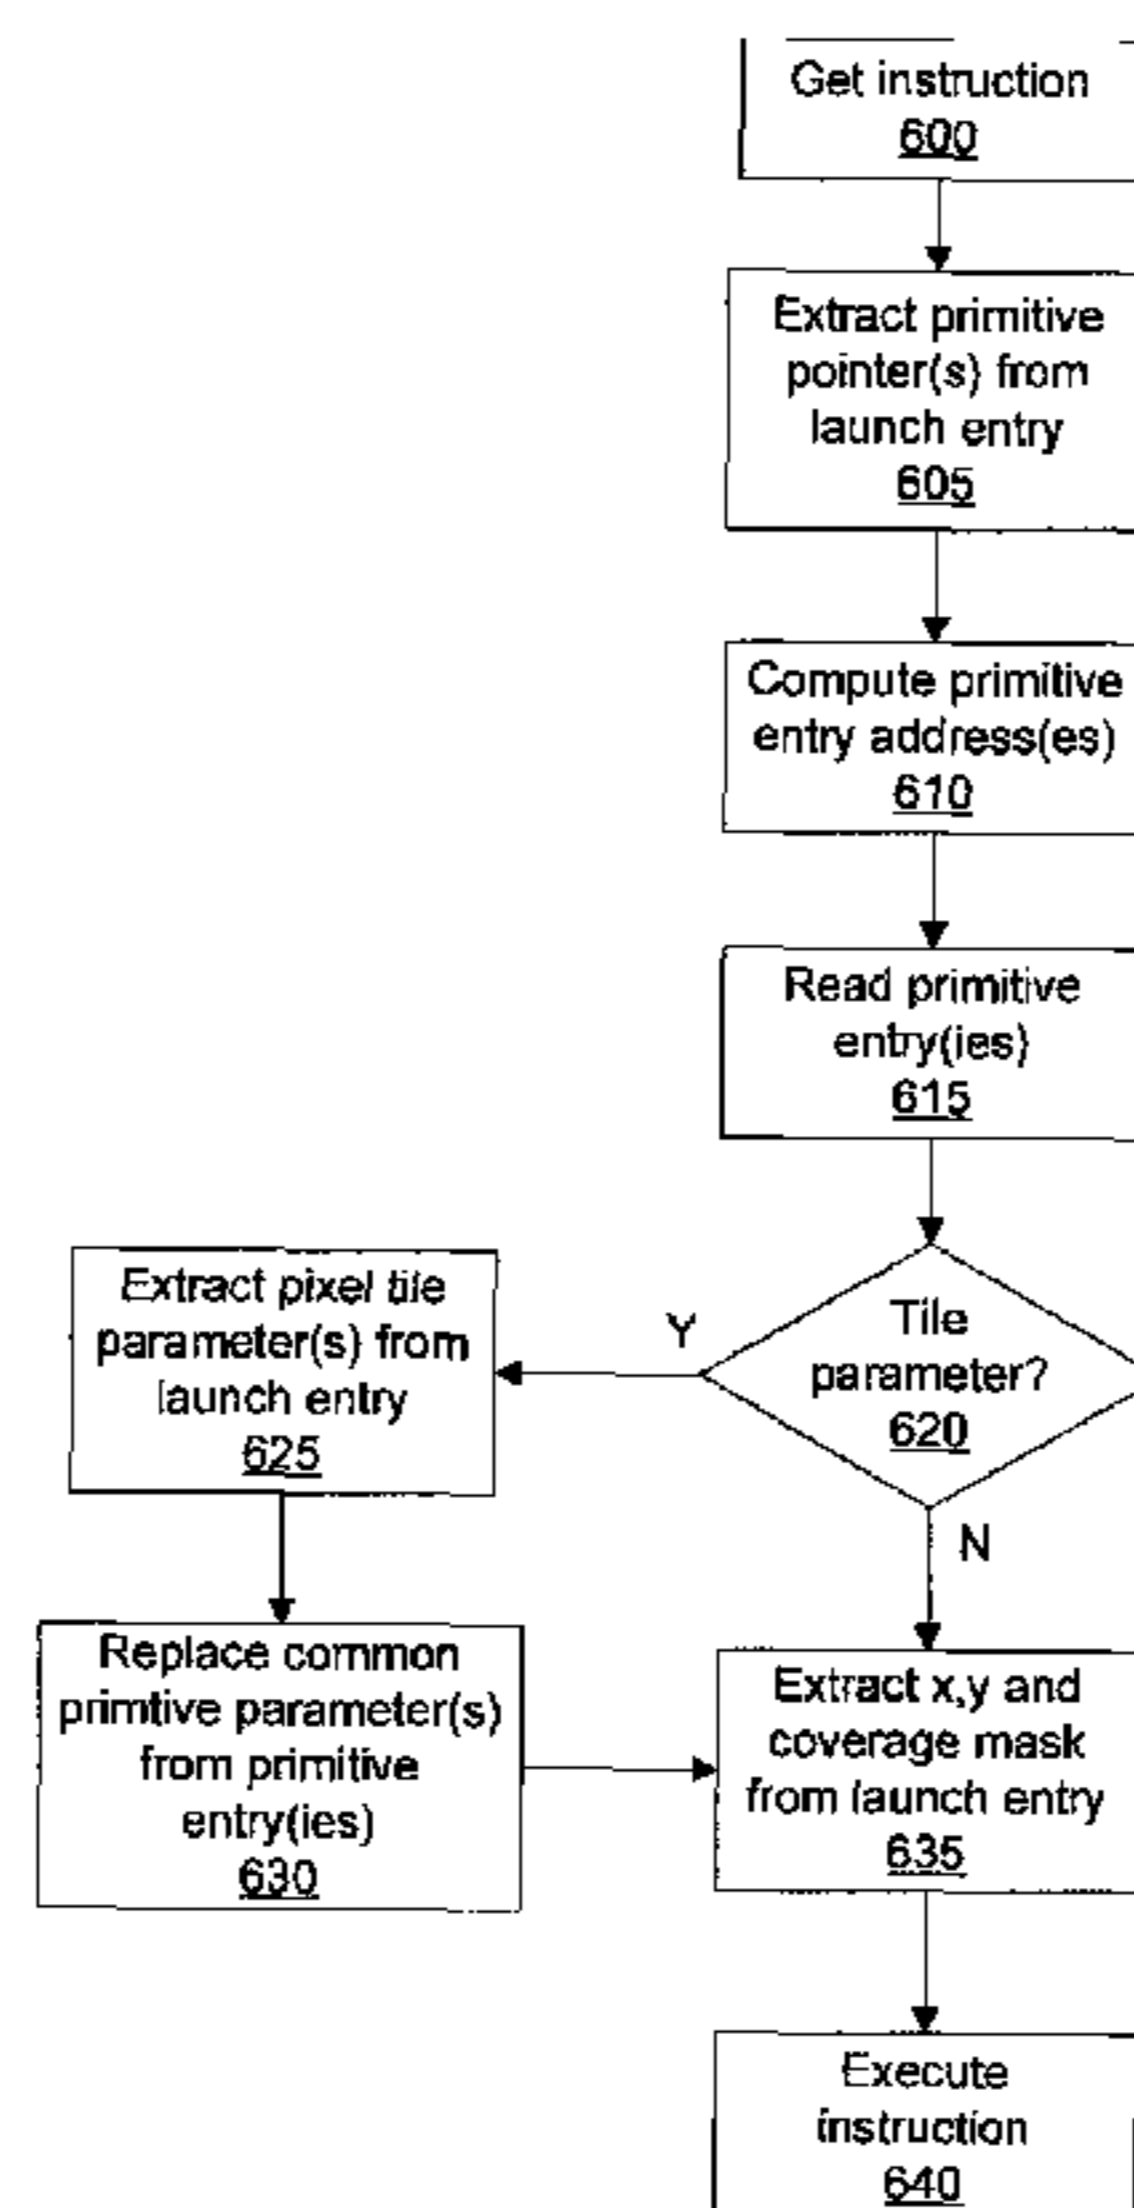 Get instruction
600
Extract primitive
pointer(s) from
launch entry
605
Compute primitive
entry address(es)
610
Read primitive
entry(ies)
615
Tile
parameter?
620
Y
N
Extract pixel tile
parameter(s) from
launch entry
625
Replace common
primtive parameter(s)
from primitive
entry(ies)
630
Extract x,y and
coverage mask
from launch entry
635
Execute
instruction
640